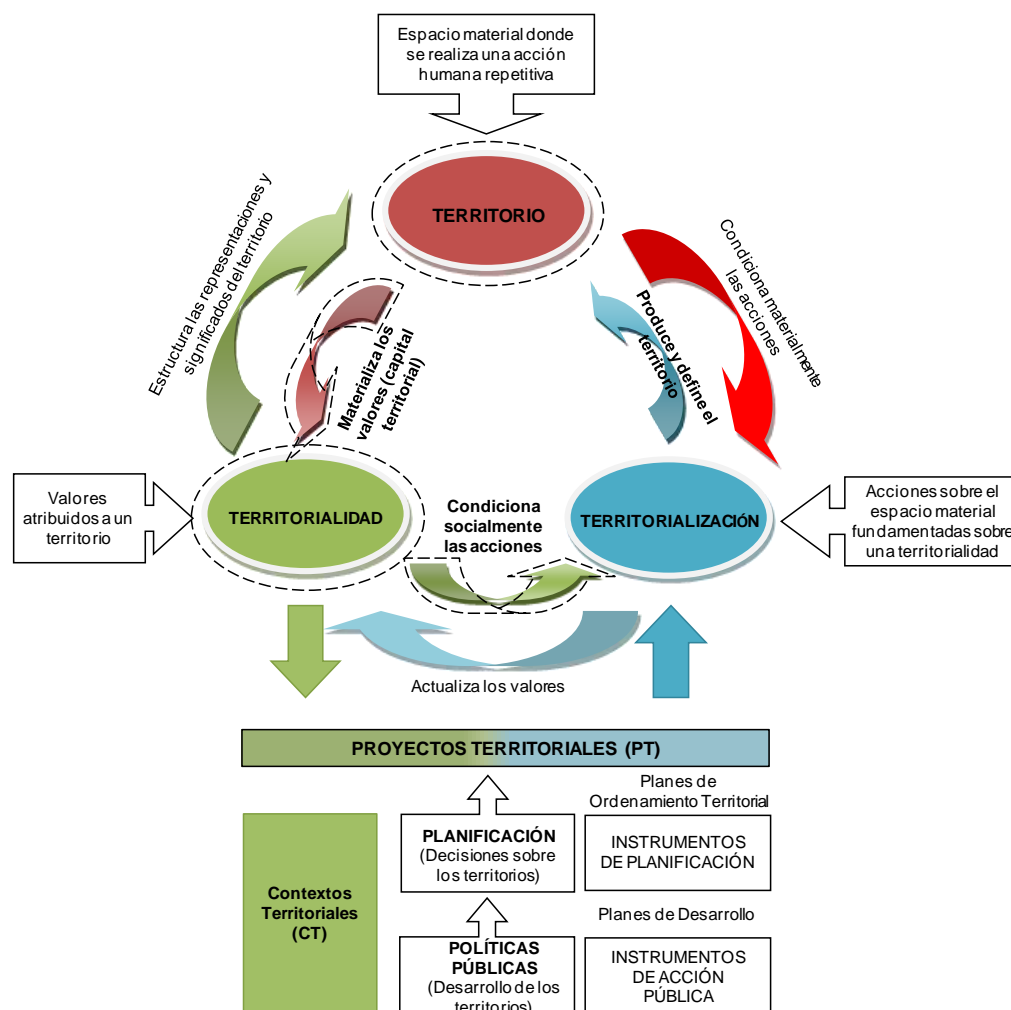 Espacio material donde
se realiza una acción
humana repetitiva
TERRITORIO
Estructura las representaciones y
significados del territorio
Materializa los
valores (capital
territorial)
Produce y define el
territorio
Condiciona materialmente
las acciones
Valores
atribuidos a un
territorio
TERRITORIALIDAD
Condiciona
socialmente
las acciones
TERRITORIALIZACIÓN
Acciones sobre el
espacio material
fundamentadas sobre
una territorialidad
Actualiza los valores
PROYECTOS TERRITORIALES (PT)
Contextos
Territoriales
(CT)
PLANIFICACIÓN
(Decisiones sobre
los territorios)
Planes de
Ordenamiento Territorial
INSTRUMENTOS
DE PLANIFICACIÓN
POLÍTICAS
PÚBLICAS
(Desarrollo de los
territorios)
Planes de Desarrollo
INSTRUMENTOS
DE ACCIÓN
PÚBLICA